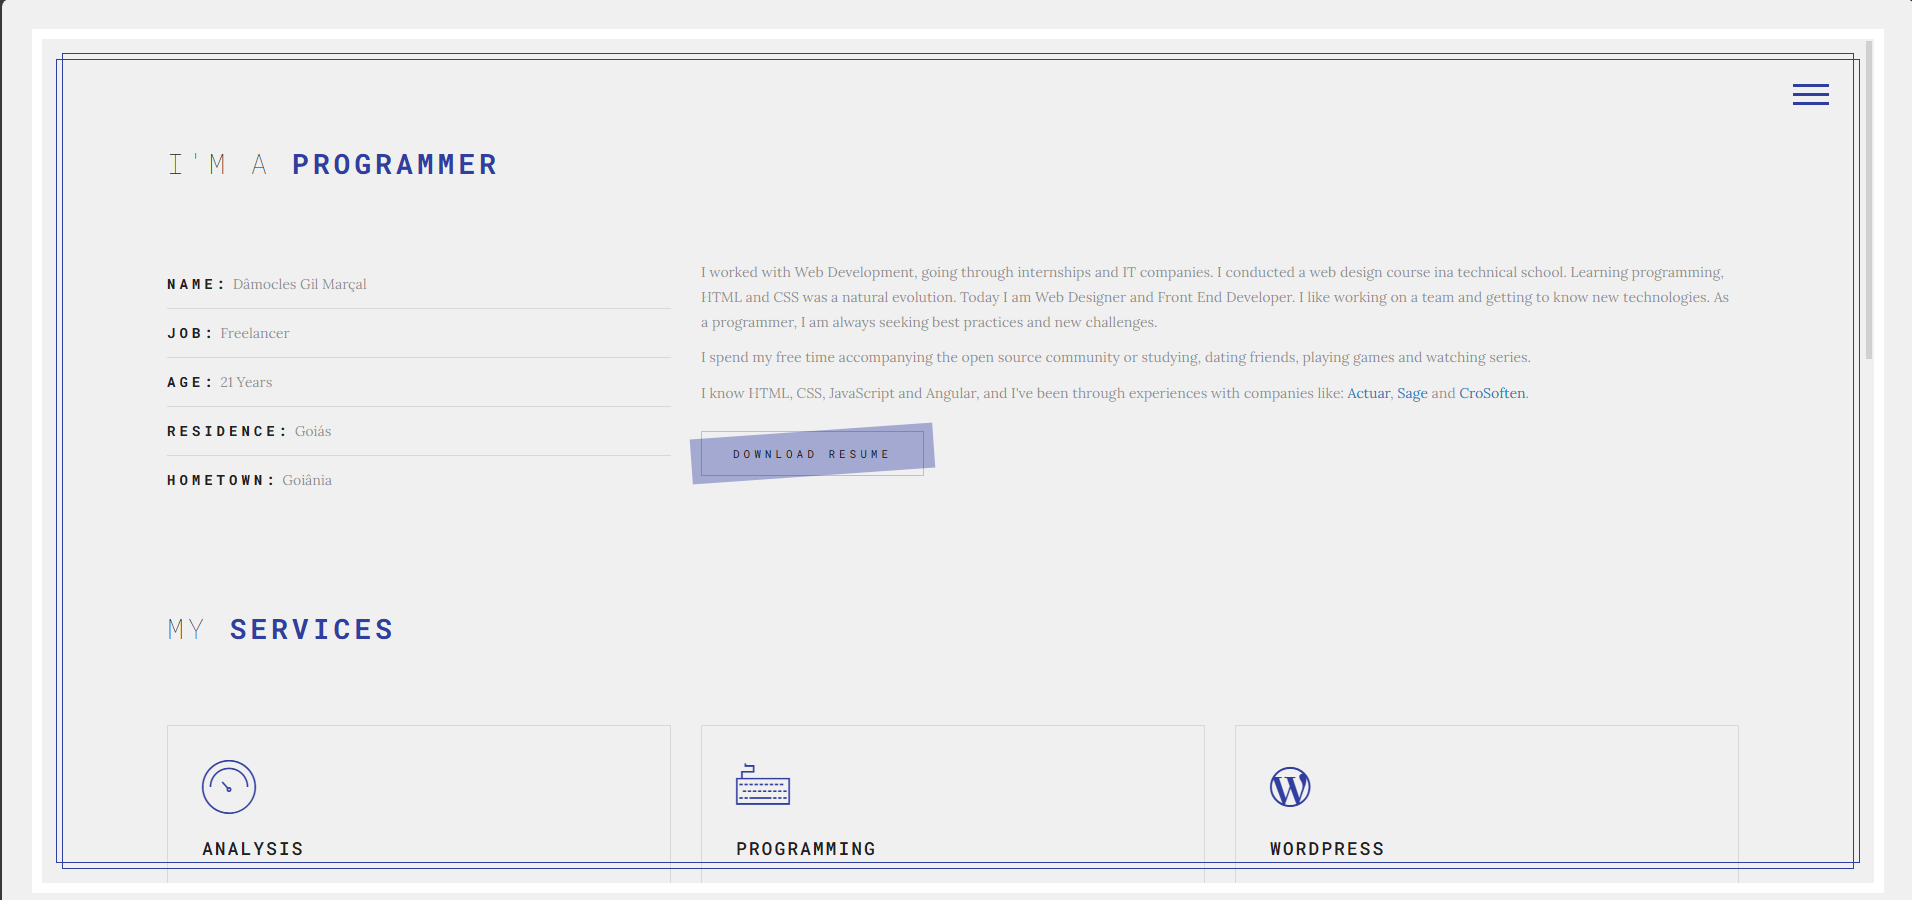 I'M A PROGRAMMER
NAME: Dâmocles Gil Marçal
JOB: Freelancer
AGE: 21 Years
RESIDENCE: Goiás
HOMETOWN: Goiânia
I worked with Web Development, going through internships and IT companies. I conducted a web design course ina technical school. Learning programming,
HTML and CSS was a natural evolution. Today I am Web Designer and Front End Developer. I like working on a team and getting to know new technologies. As
a programmer, I am always seeking best practices and new challenges.
I spend my free time accompanying the open source community or studying, dating friends, playing games and watching series.
I know HTML, CSS, JavaScript and Angular, and I've been through experiences with companies like: Actuar, Sage and CroSoften.
DOWNLOAD RESUME
MY SERVICES
ANALYSIS
PROGRAMMING
WORDPRESS